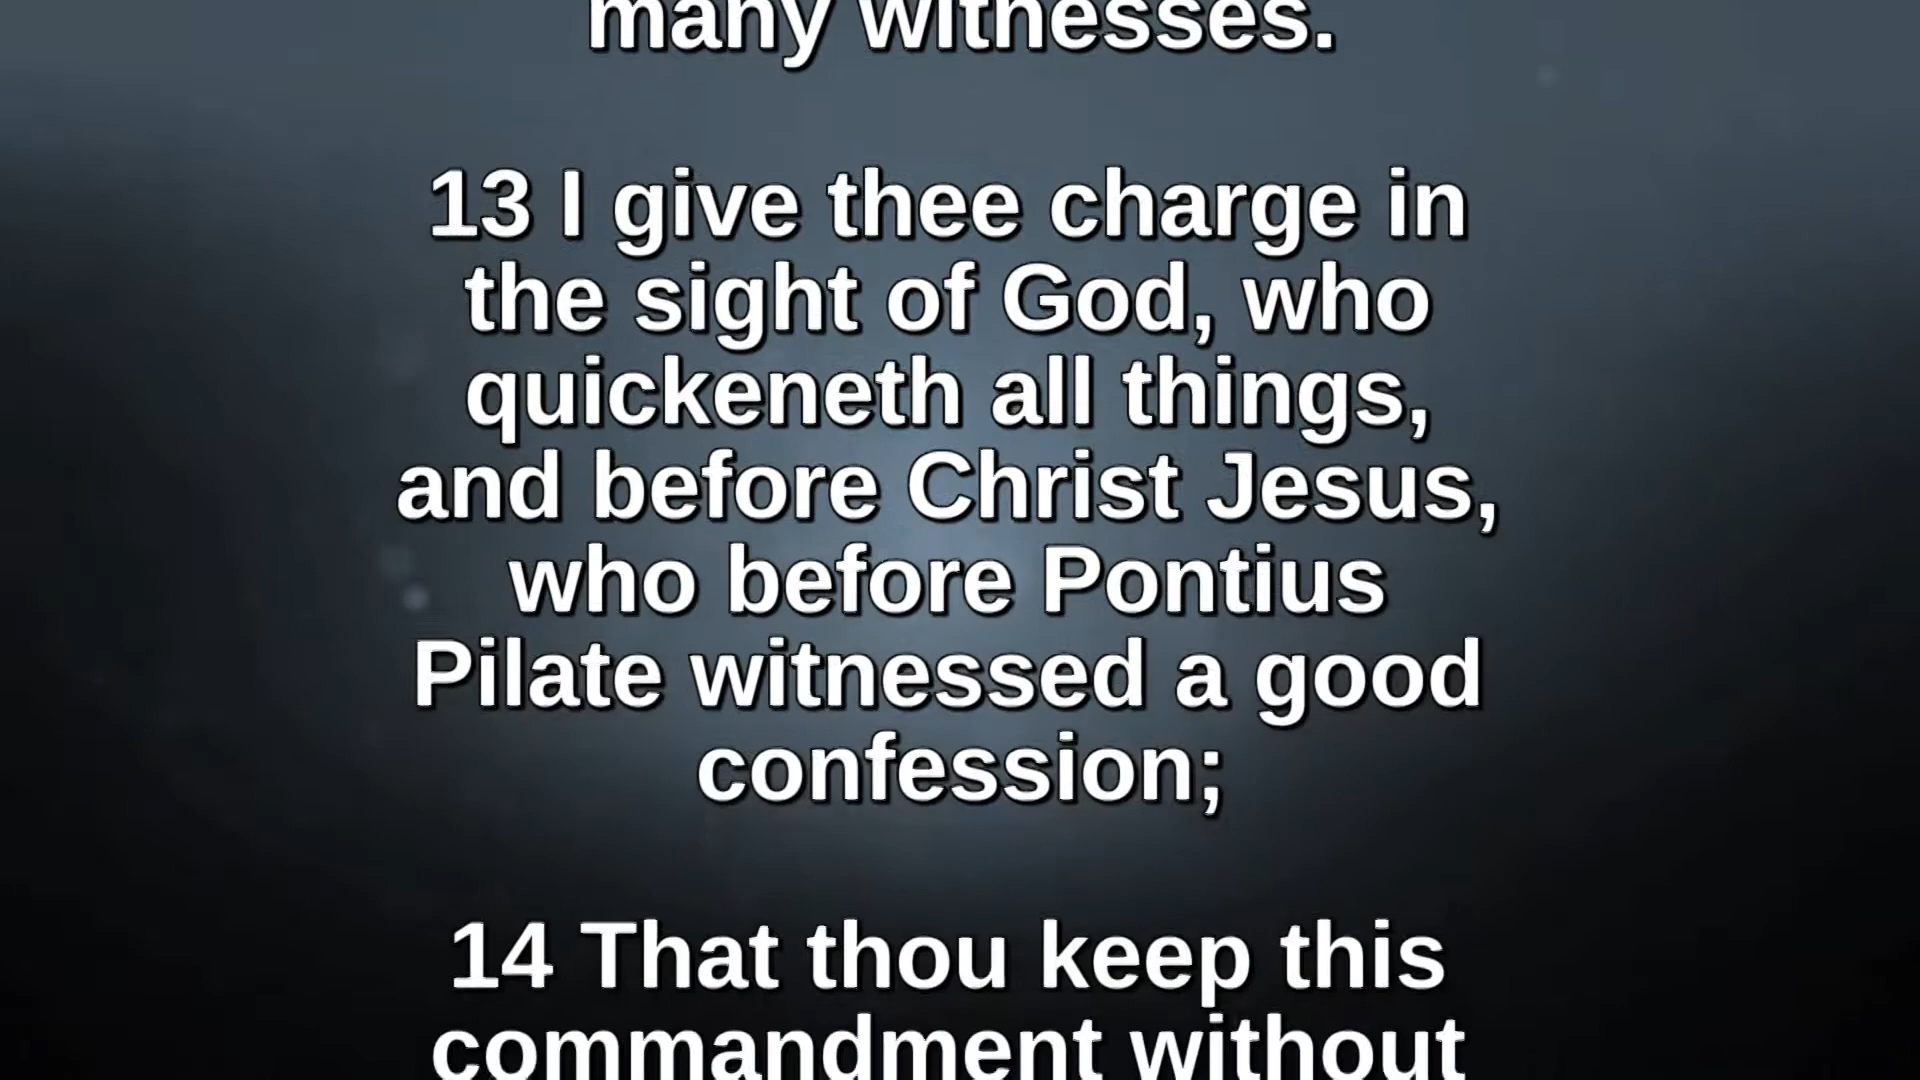 many witnesses.
13 I give thee charge in
the sight of God, who
quickeneth all things,
and before Christ Jesus,
who before Pontius
Pilate witnessed a good
confession;
14 That thou keep this
commandment without